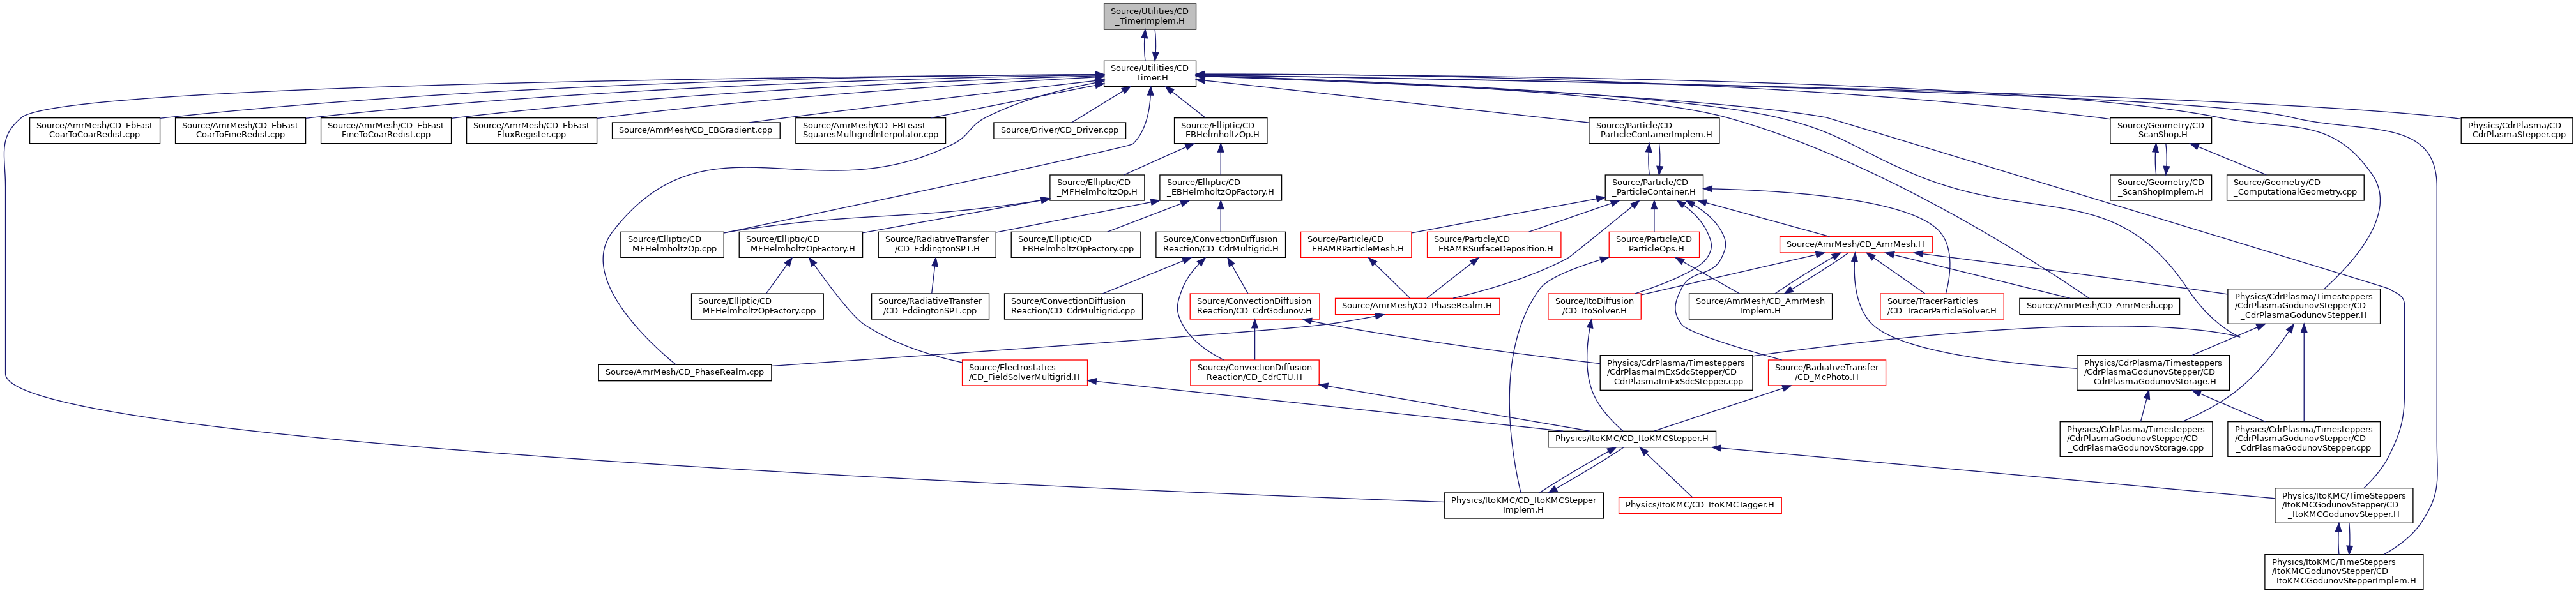 Source/Utilities/CD
_TimerImplem.H
Source/Utilities/CD
_Timer.H
Source/AmrMesh/CD_EbFast
CoarToCoarRedist.cpp
Source/AmrMesh/CD_EbFast
CoarToFineRedist.cpp
Source/AmrMesh/CD_EbFast
FineToCoarRedist.cpp
Source/AmrMesh/CD_EbFast
FluxRegister.cpp
Source/AmrMesh/CD_EBGradient.cpp
Source/AmrMesh/CD_EBLeast
SquaresMultigridInterpolator.cpp
Source/Driver/CD_Driver.cpp
Source/Elliptic/CD
_EBHelmholtzOp.H
Source/Particle/CD
_ParticleContainerImplem.H
Source/Geometry/CD
_ScanShop.H
Physics/CdrPlasma/CD
_CdrPlasmaStepper.cpp
Source/Elliptic/CD
_MFHelmholtzOp.H
Source/Elliptic/CD
_EBHelmholtzOpFactory.H
Source/Particle/CD
_ParticleContainer.H
Source/Geometry/CD
_ScanShopImplem.H
Source/Geometry/CD
_ComputationalGeometry.cpp
Source/Elliptic/CD
_MFHelmholtzOp.cpp
Source/Elliptic/CD
_MFHelmholtzOpFactory.H
Source/RadiativeTransfer
/CD_EddingtonSP1.H
Source/Elliptic/CD
_EBHelmholtzOpFactory.cpp
Source/ConvectionDiffusion
Reaction/CD_CdrMultigrid.H
Source/Particle/CD
_EBAMRParticleMesh.H
Source/Particle/CD
_EBAMRSurfaceDeposition.H
Source/Particle/CD
_ParticleOps.H
Source/AmrMesh/CD_AmrMesh.H
Source/Elliptic/CD
_MFHelmholtzOpFactory.cpp
Source/RadiativeTransfer
/CD_EddingtonSP1.cpp
Source/ConvectionDiffusion
Reaction/CD_CdrMultigrid.cpp
Source/ConvectionDiffusion
Reaction/CD_CdrGodunov.H
Source/AmrMesh/CD_PhaseRealm.H
Source/ItoDiffusion
/CD_ItoSolver.H
Source/AmrMesh/CD_AmrMesh
Implem.H
Source/TracerParticles
/CD_TracerParticleSolver.H
Source/AmrMesh/CD_AmrMesh.cpp
Physics/CdrPlasma/Timesteppers
/CdrPlasmaGodunovStepper/CD
_CdrPlasmaGodunovStepper.H
Source/AmrMesh/CD_PhaseRealm.cpp
Source/Electrostatics
/CD_FieldSolverMultigrid.H
Source/ConvectionDiffusion
Reaction/CD_CdrCTU.H
Physics/CdrPlasma/Timesteppers
/CdrPlasmaImExSdcStepper/CD
_CdrPlasmaImExSdcStepper.cpp
Source/RadiativeTransfer
/CD_McPhoto.H
Physics/CdrPlasma/Timesteppers
/CdrPlasmaGodunovStepper/CD
_CdrPlasmaGodunovStorage.H
Physics/ItoKMC/CD_ItoKMCStepper.H
Physics/CdrPlasma/Timesteppers
/CdrPlasmaGodunovStepper/CD
_CdrPlasmaGodunovStorage.cpp
Physics/CdrPlasma/Timesteppers
/CdrPlasmaGodunovStepper/CD
_CdrPlasmaGodunovStepper.cpp
Physics/ItoKMC/CD_ItoKMCStepper
Implem.H
Physics/ItoKMC/CD_ItoKMCTagger.H
Physics/ItoKMC/TimeSteppers
/ItoKMCGodunovStepper/CD
_ItoKMCGodunovStepper.H
Physics/ItoKMC/TimeSteppers
/ItoKMCGodunovStepper/CD
_ItoKMCGodunovStepperImplem.H